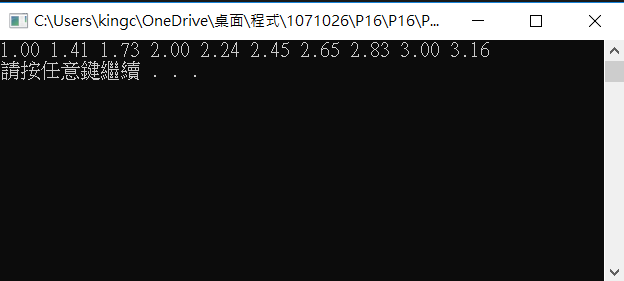 C:\Users\kingc\OneDrive\桌面\程式\1071026\P16\P16\P...
1.00 1.41 1.73 2.00 2.24 2.45 2.65 2.83 3.00 3.16
請按任意鍵繼續 . . .